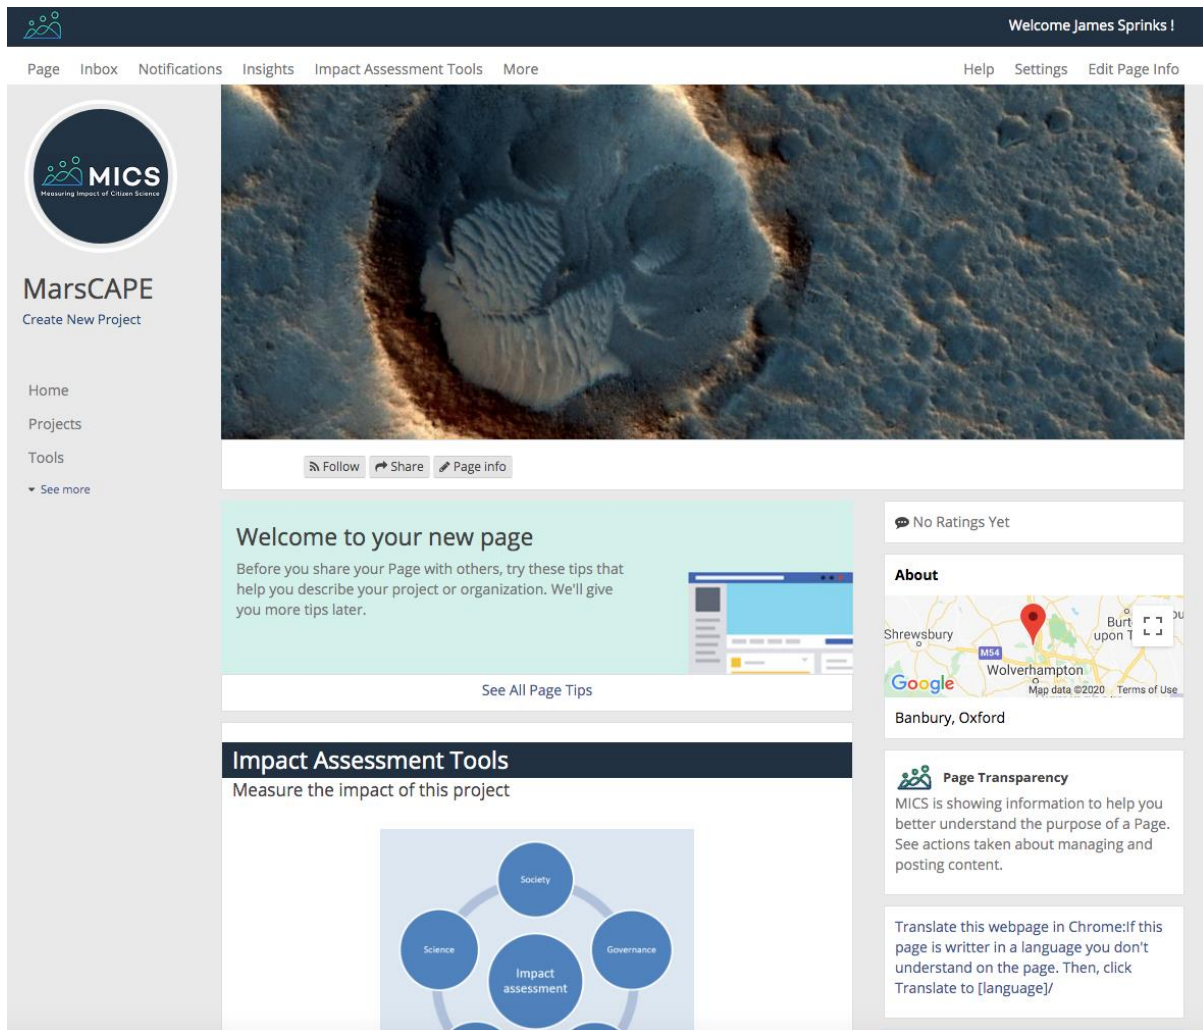 Welcome James Sprinks !
Page Inbox Notifications Insights Impact Assessment Tools More Help Settings Edit Page Info
MICS
Measuring Impact of Citizen Science
MarsCAPE
Create New Project
Home
Projects
Tools
See more
Follow Share Page info
Welcome to your new page
Before you share your Page with others, try these tips that
help you describe your project or organization. We'll give
you more tips later.
See All Page Tips
Impact Assessment Tools
Measure the impact of this project
Society
Science
Governance
Impact
assessment
No Ratings Yet
About
Shrewsbury
Burt
upon T
M54
Wolverhampton
Google
Map data ©2020 Terms of Use
Banbury, Oxford
Page Transparency
MICS is showing information to help you
better understand the purpose of a Page.
See actions taken about managing and
posting content.
Translate this webpage in Chrome:If this
page is writter in a language you don't
understand on the page. Then, click
Translate to [language]/